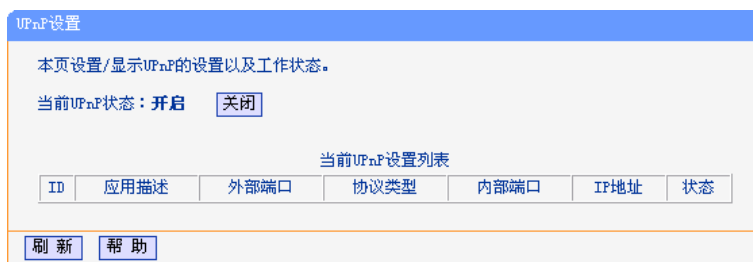 UPnP设置
本页设置/显示UPnP的设置以及工作状态。
当前UPnP状态：开启 关闭
当前UPnP设置列表
ID 应用描述 外部端口 协议类型 内部端口 IP地址 状态
刷 新 帮 助